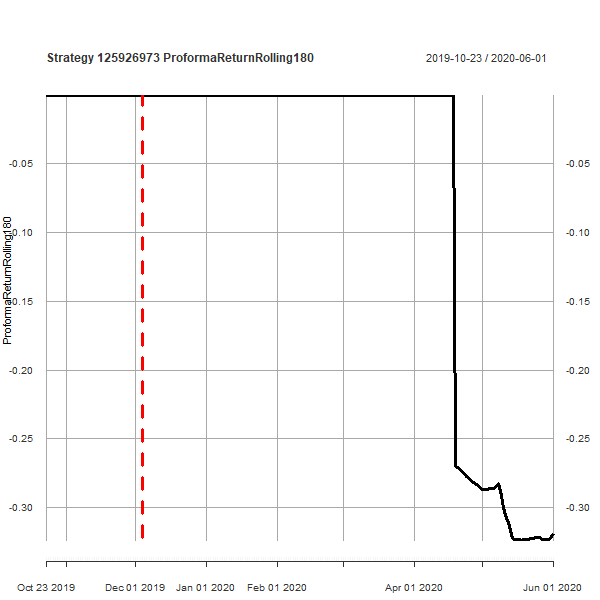 Strategy 125926973 ProformaReturnRolling180
2019-10-23 / 2020-06-01
ProformaReturnRolling180
-0.05 -0.05
-0.10 -0.10
-0.15 -0.15
-0.20 -0.20
-0.25 -0.25
-0.30 -0.30
Oct 23 2019 Dec 01 2019 Jan 01 2020 Feb 01 2020 Apr 01 2020 Jun 01 2020